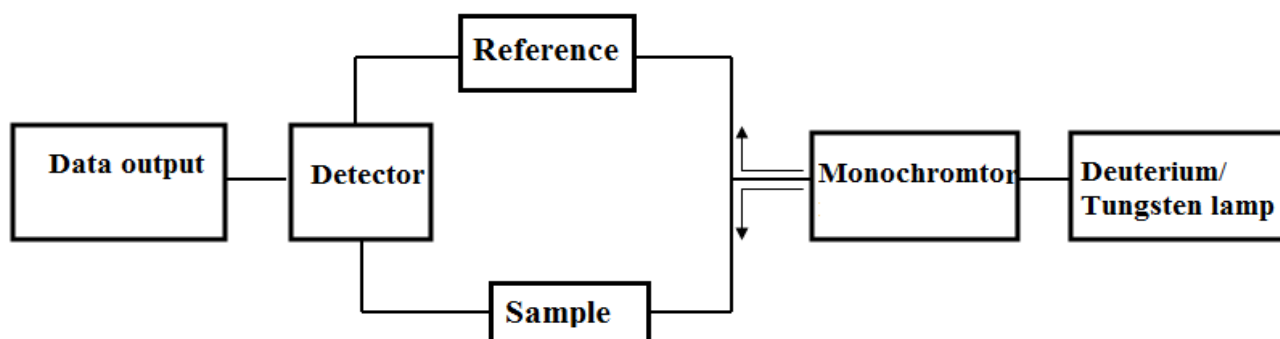 Reference
Data output
Detector
Monochromtor
Deuterium/
Tungsten lamp
Sample